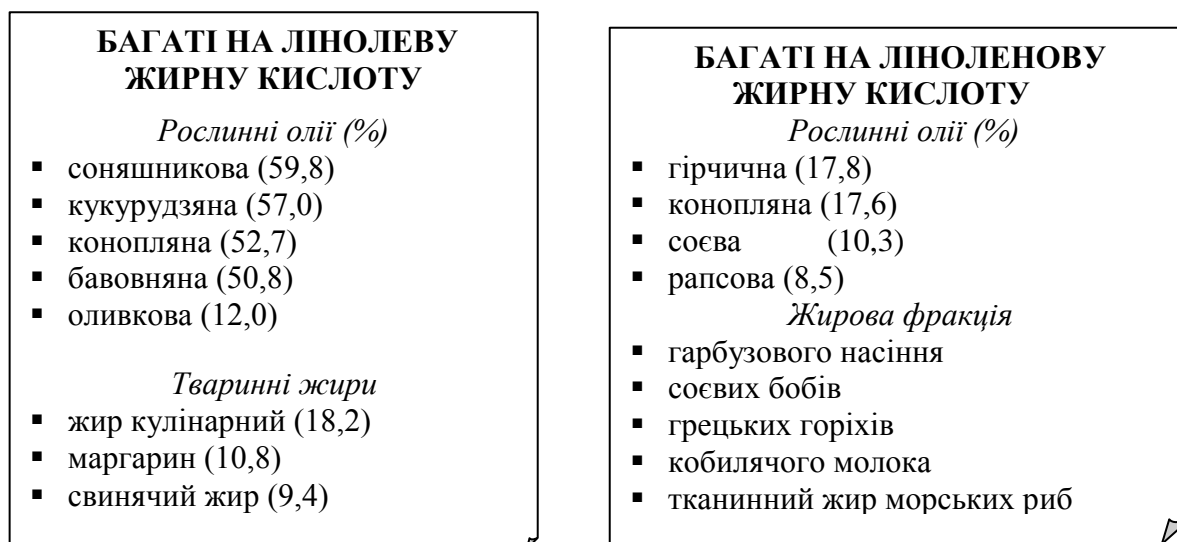 БАГАТІ НА ЛІНОЛЕВУ
ЖИРНУ КИСЛОТУ
Рослинні олії (%)
▪ соняшникова (59,8)
▪ кукурудзяна (57,0)
▪ конопляна (52,7)
▪ бавовняна (50,8)
▪ оливкова (12,0)
Тваринні жири
▪ жир кулінарний (18,2)
▪ маргарин (10,8)
▪ свинячий жир (9,4)
БАГАТІ НА ЛІНОЛЕНОВУ
ЖИРНУ КИСЛОТУ
Рослинні олії (%)
▪ гірчична (17,8)
▪ конопляна (17,6)
▪ соєва (10,3)
▪ рапсова (8,5)
Жирова фракція
▪ гарбузового насіння
▪ соєвих бобів
▪ грецьких горіхів
▪ кобилячого молока
▪ тканинний жир морських риб